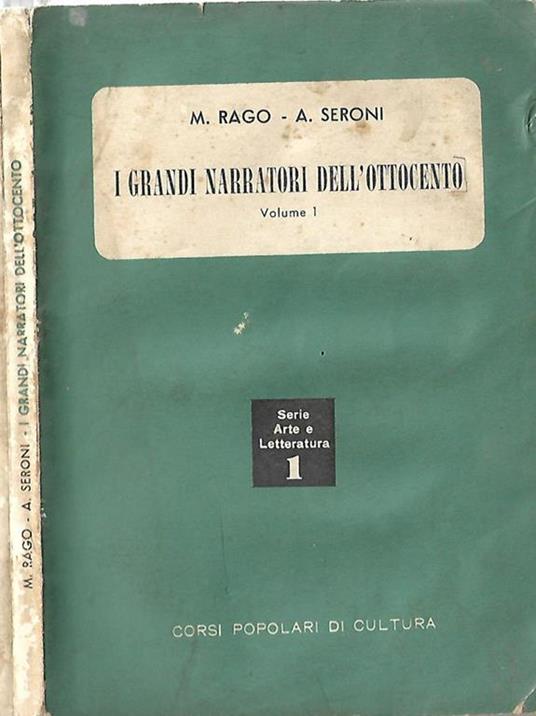 M. RAGO - A. SERONI - I GRANDI NARRATORI DELL'OTTOCENTO
M. RAGO - A. SERONI
I GRANDI NARRATORI DELL'OTTOCENTO
Volume 1
Serie
Arte e
Letteratura
1
CORSI POPOLARI DI CULTURA